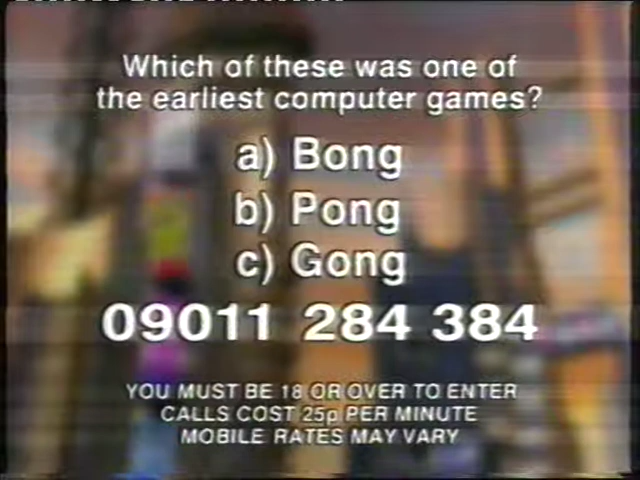 Which of these was one of
the earliest computer games?
a) Bong
b) Pong
c) Gong
09011 284 384
YOU MUST BE 18 OR OVER TO ENTER
CALLS COST 25p PER MINUTE
MOBILE RATES MAY VARY